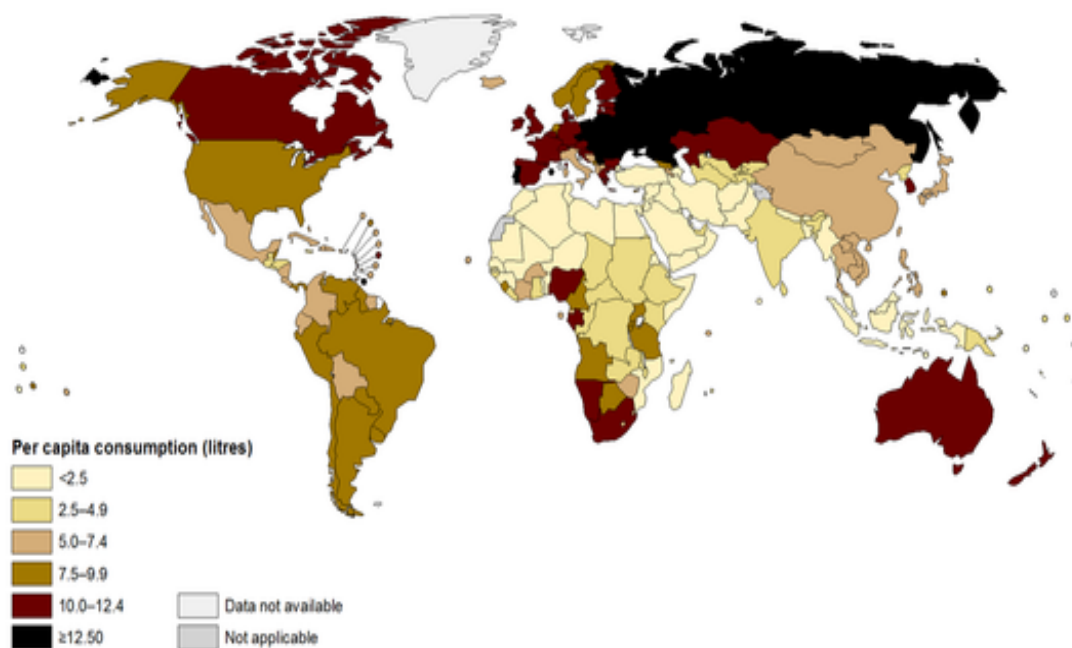 Per capita consumption (litres)
<2.5
2.5–4.9
5.0–7.4
7.5–9.9
10.0–12.4
≥12.50
Data not available
Not applicable